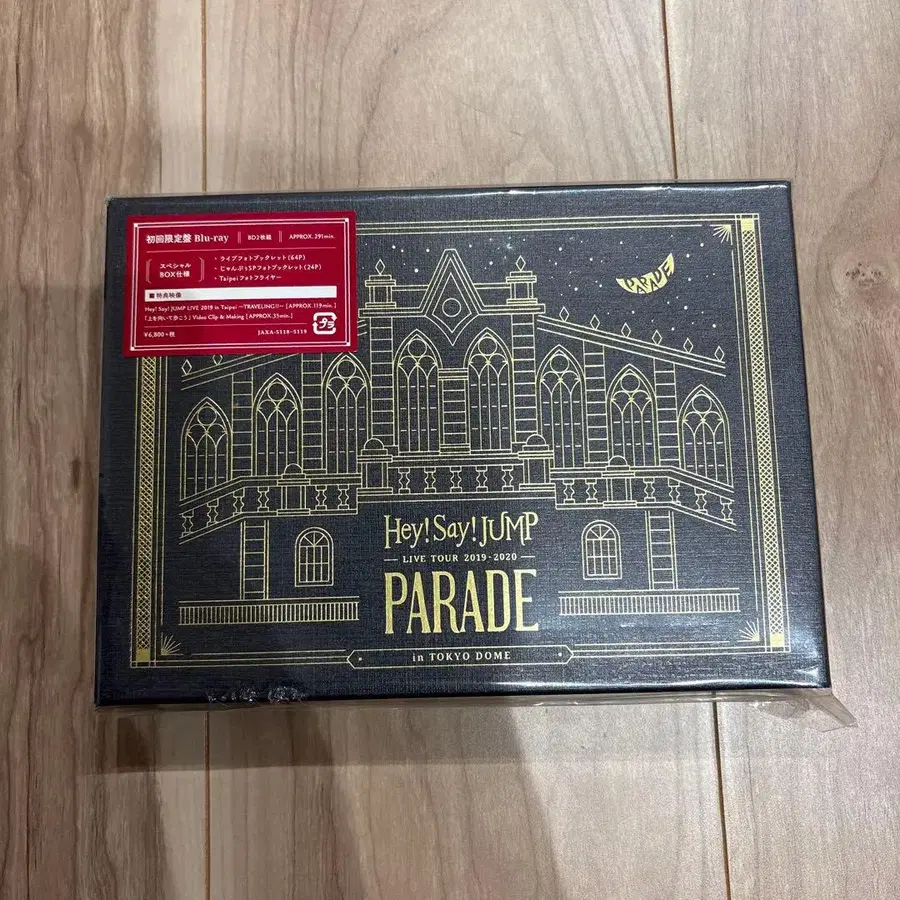 初回限定盤 Blu-ray
BD2枚組
APPROX. 291min.
スペシャル
BOX仕様
・ライブフォトブックレット(64P)
・じゃんぷぅSPフォトブックレット(24P)
・Taipeiフォトフライヤー
■ 特典映像
Hey! Say! JUMP LIVE 2019 in Taipei ～TRAVELING!!～ [APPROX.119min.]
「上を向いて歩こう」Video Clip & Making [APPROX.35min.]
¥6,800+税
JAXA-5118~5119
プラ
PARADE
Hey! Say! JUMP
LIVE TOUR 2019-2020
PARADE
in TOKYO DOME